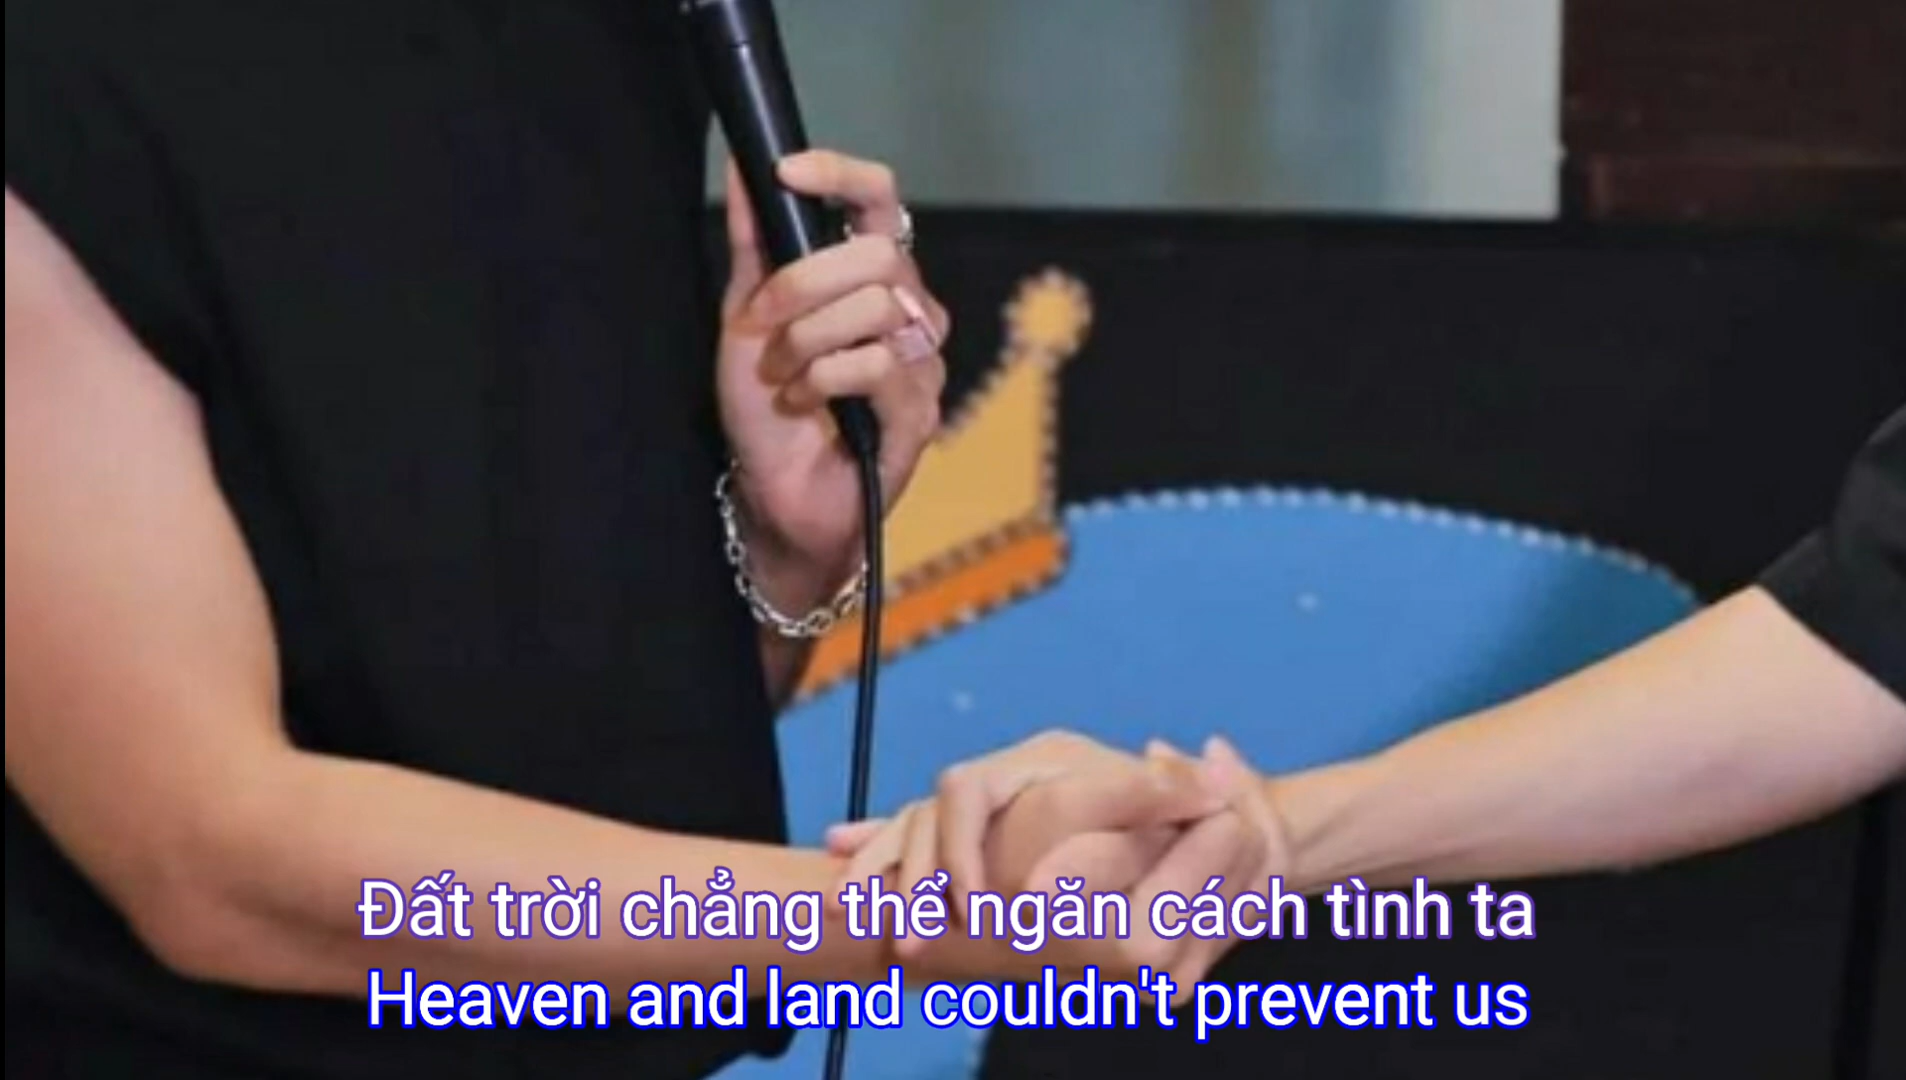 Đất trời chẳng thể ngăn cách tình ta
Heaven and land couldn't prevent us